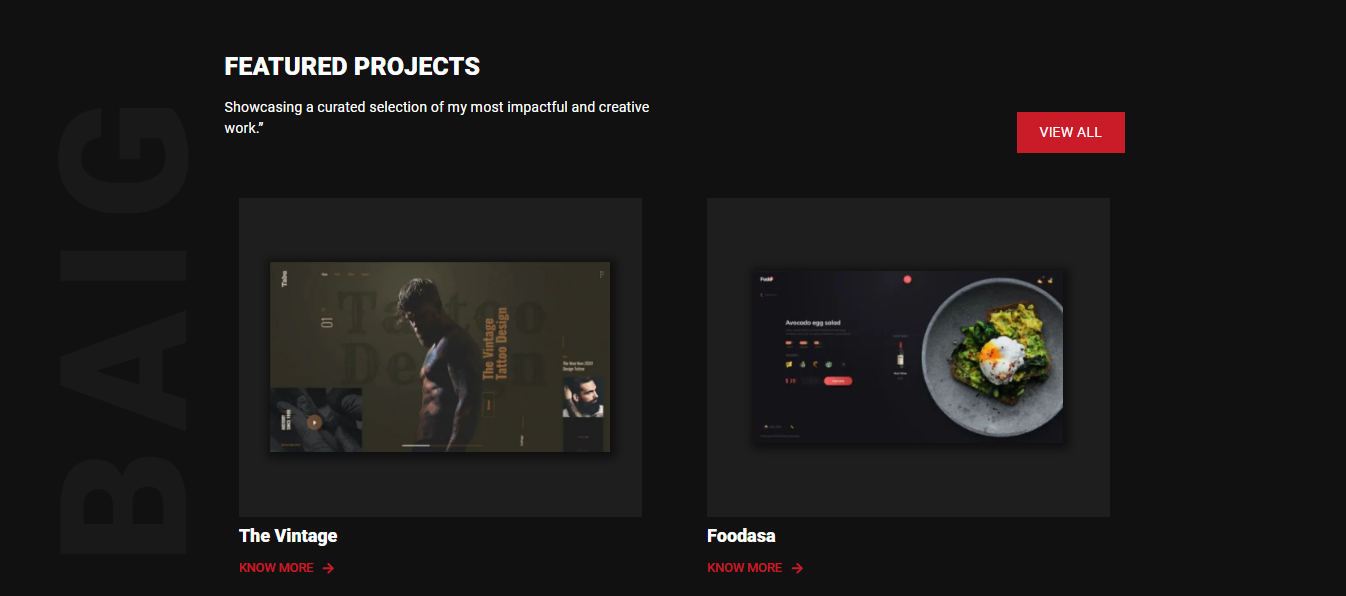 FEATURED PROJECTS
Showcasing a curated selection of my most impactful and creative
work.”
VIEW ALL
BAIG
Tattoo
Design
01
The Vintage
Tattoo Design
Avocado egg salad
The Vintage
KNOW MORE
Foodasa
KNOW MORE